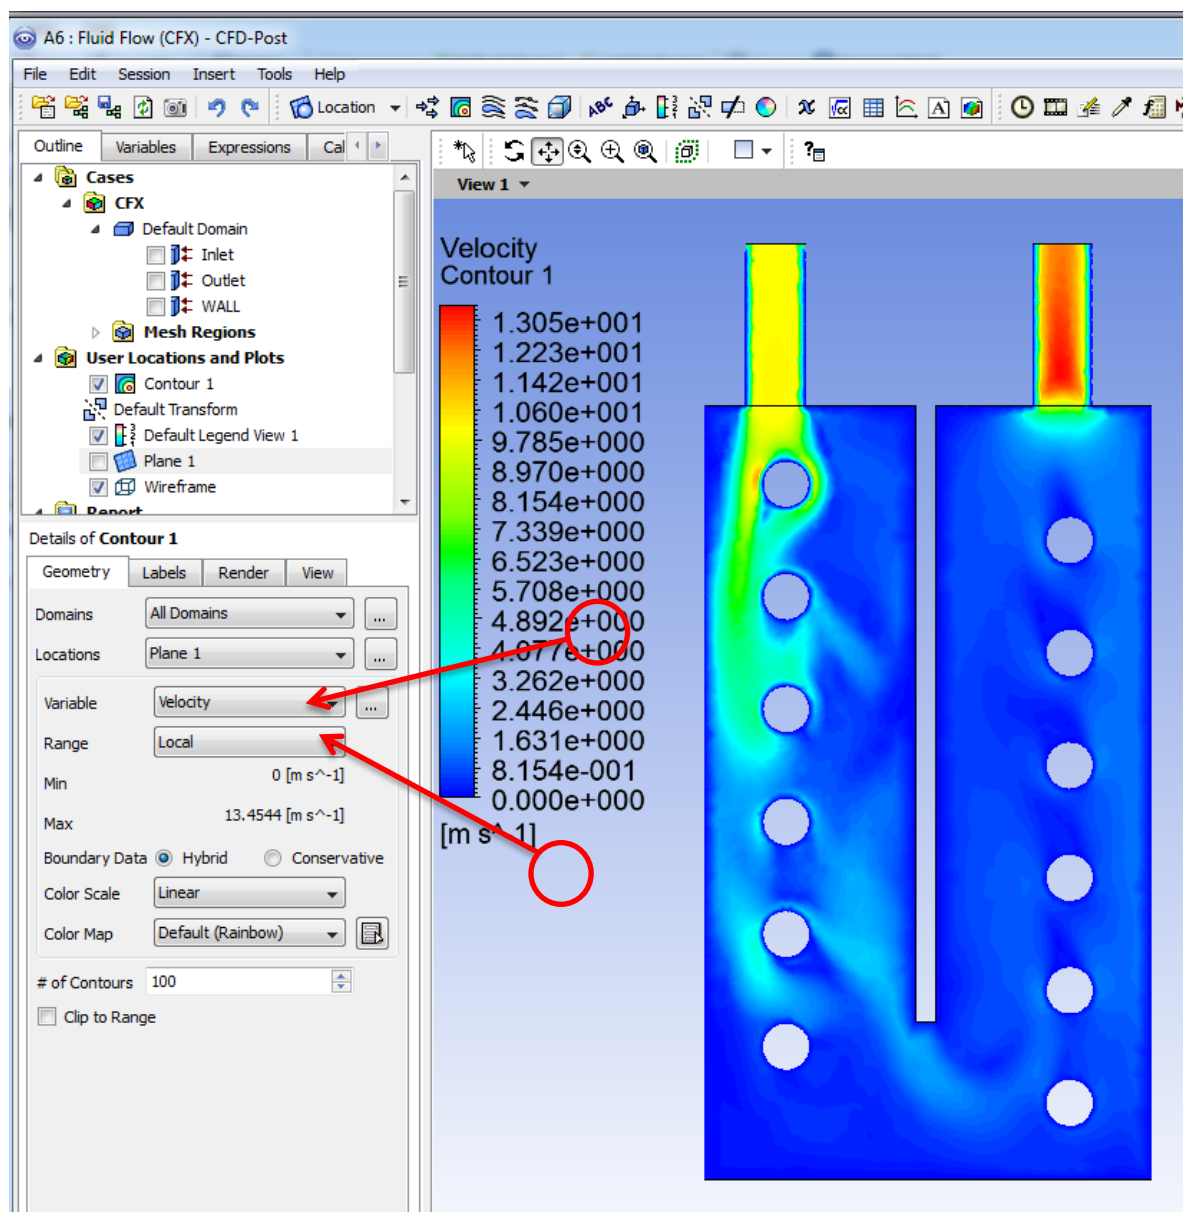 A6 : Fluid Flow (CFX) - CFD-Post
File Edit Session Insert Tools Help
Location
Outline Variables Expressions Cal
Cases
CFX
Default Domain
Inlet
Outlet
WALL
Mesh Regions
User Locations and Plots
Contour 1
Default Transform
Default Legend View 1
Plane 1
Wireframe
Report
Details of Contour 1
Geometry Labels Render View
Domains All Domains ...
Locations Plane 1 ...
Variable Velocity ...
Range Local
Min 0 [m s^-1]
Max 13.4544 [m s^-1]
Boundary Data Hybrid Conservative
Color Scale Linear
Color Map Default (Rainbow)
# of Contours 100
Clip to Range
View 1
Velocity
Contour 1
1.305e+001
1.223e+001
1.142e+001
1.060e+001
9.785e+000
8.970e+000
8.154e+000
7.339e+000
6.523e+000
5.708e+000
4.892e+000
4.077e+000
3.262e+000
2.446e+000
1.631e+000
8.154e-001
0.000e+000
[m s^-1]